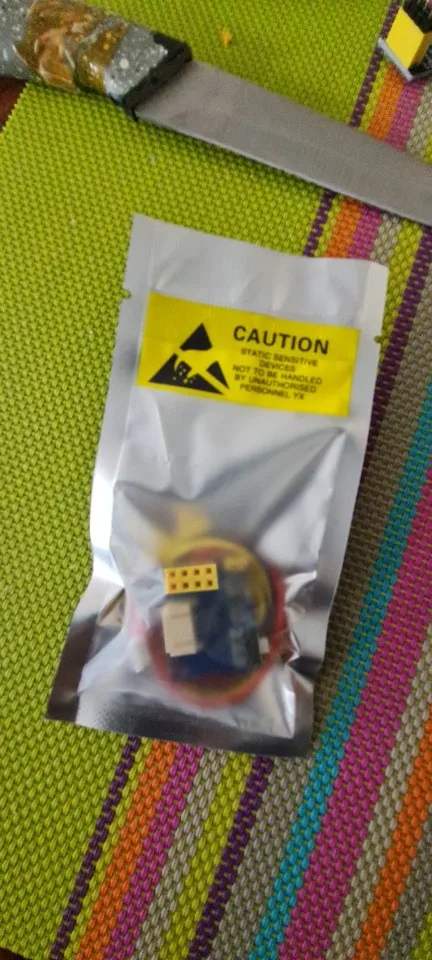 CAUTION
STATIC SENSITIVE
DEVICES
NOT TO BE HANDLED
BY UNAUTHORISED
PERSONNEL YX